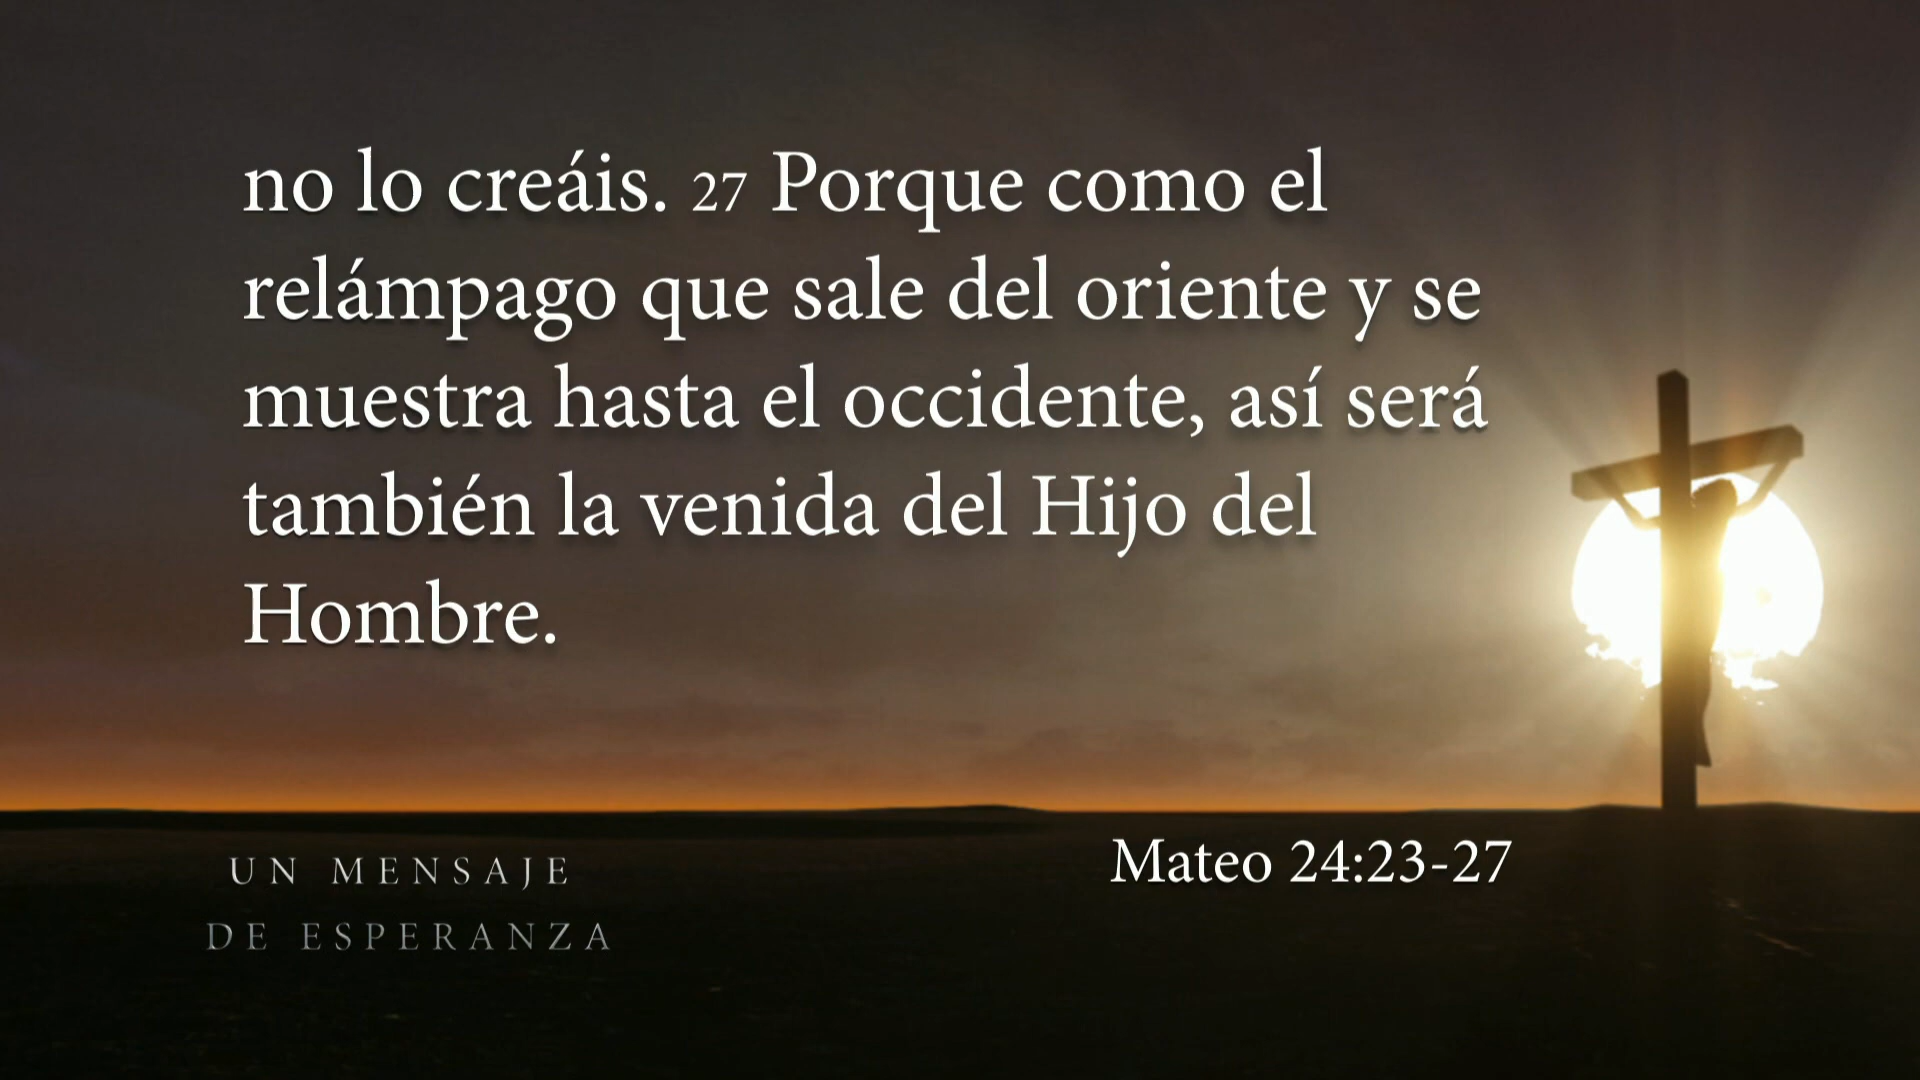 no lo creáis. 27 Porque como el
relámpago que sale del oriente y se
muestra hasta el occidente, así será
también la venida del Hijo del
Hombre.
Mateo 24:23-27
UN MENSAJE
DE ESPERANZA